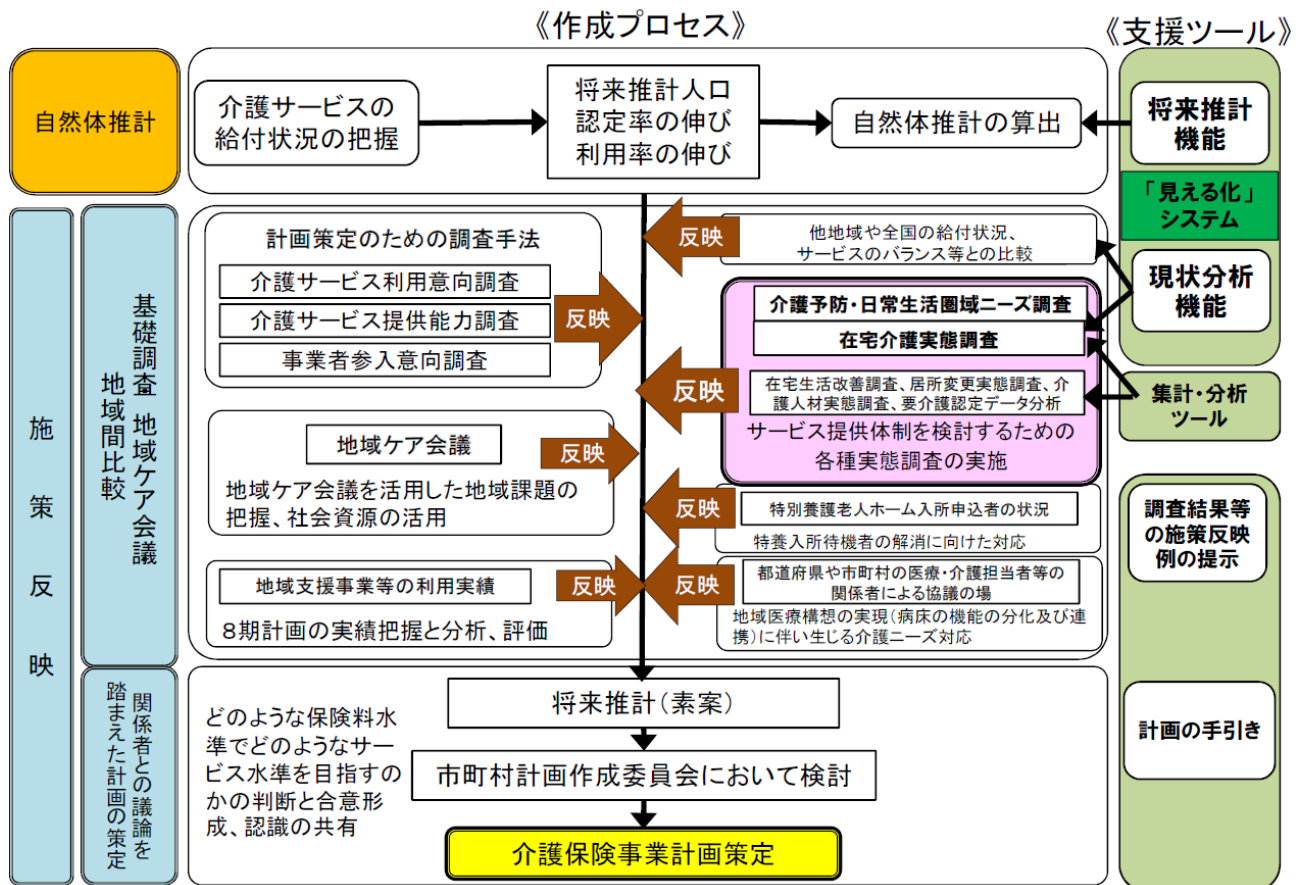 《作成プロセス》
《支援ツール》
自然体推計
介護サービスの
給付状況の把握
将来推計人口
認定率の伸び
利用率の伸び
自然体推計の算出
将来推計
機能
「見える化」
システム
現状分析
機能
集計・分析
ツール
調査結果等
の施策反映
例の提示
計画の手引き
施策反映
基礎調査 地域ケア会議
地域間比較
計画策定のための調査手法
介護サービス利用意向調査
介護サービス提供能力調査
事業者参入意向調査
反映
反映
他地域や全国の給付状況、
サービスのバランス等との比較
介護予防・日常生活圏域ニーズ調査
在宅介護実態調査
反映
在宅生活改善調査、居所変更実態調査、介
護人材実態調査、要介護認定データ分析
サービス提供体制を検討するための
各種実態調査の実施
地域ケア会議
地域ケア会議を活用した地域課題の
把握、社会資源の活用
反映
反映
特別養護老人ホーム入所申込者の状況
特養入所待機者の解消に向けた対応
地域支援事業等の利用実績
8期計画の実績把握と分析、評価
反映
反映
都道府県や市町村の医療・介護担当者等の
関係者による協議の場
地域医療構想の実現(病床の機能の分化及び連
携)に伴い生じる介護ニーズ対応
関係者との議論を
踏まえた計画の策定
どのような保険料水
準でどのようなサー
ビス水準を目指すの
かの判断と合意形
成、認識の共有
将来推計(素案)
市町村計画作成委員会において検討
介護保険事業計画策定